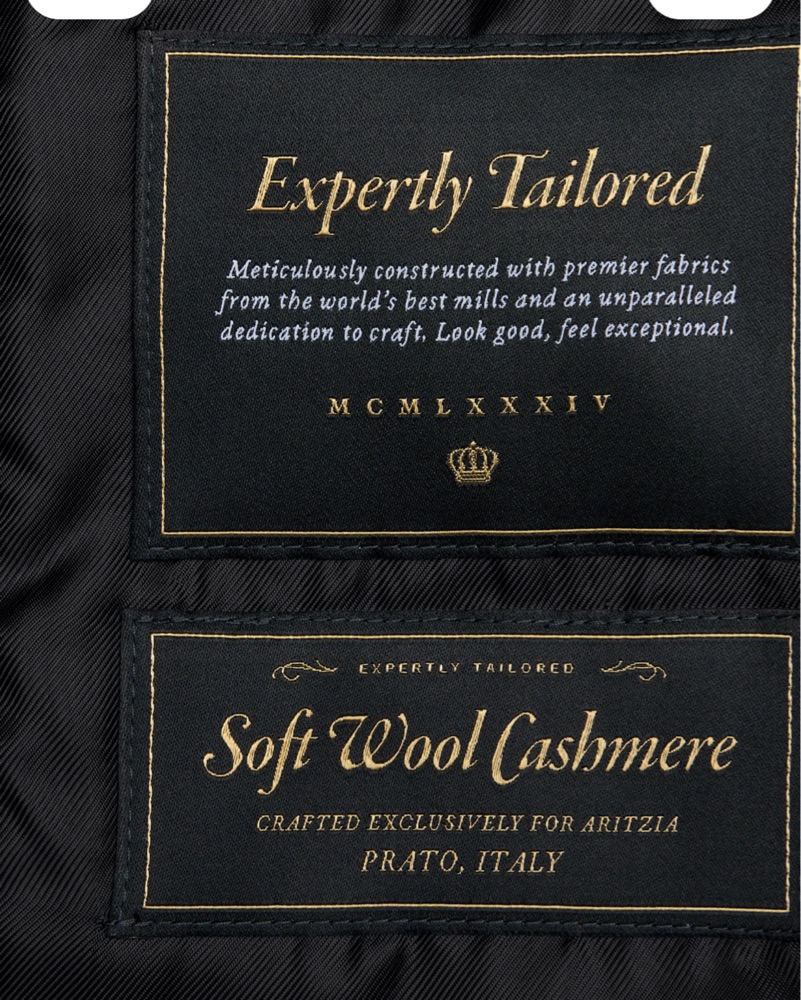 Expertly Tailored
Meticulously constructed with premier fabrics
from the world's best mills and an unparalleled
dedication to craft. Look good, feel exceptional.
MCMLXXXIV
EXPERTLY TAILORED
Soft Wool Cashmere
CRAFTED EXCLUSIVELY FOR ARITZIA
PRATO, ITALY